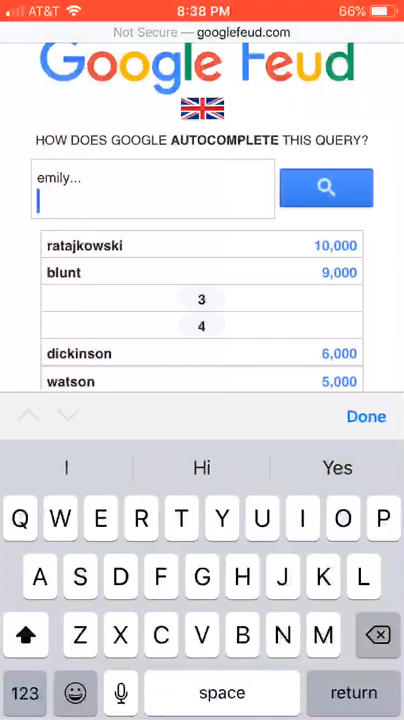 AT&T 8:38 PM 66%
Not Secure — googlefeud.com
Google Feud
HOW DOES GOOGLE AUTOCOMPLETE THIS QUERY?
emily...
ratajkowski 10,000
blunt 9,000
3
4
dickinson 6,000
watson 5,000
Done
I Hi Yes
Q W E R T Y U I O P
A S D F G H J K L
Z X C V B N M
123 space return